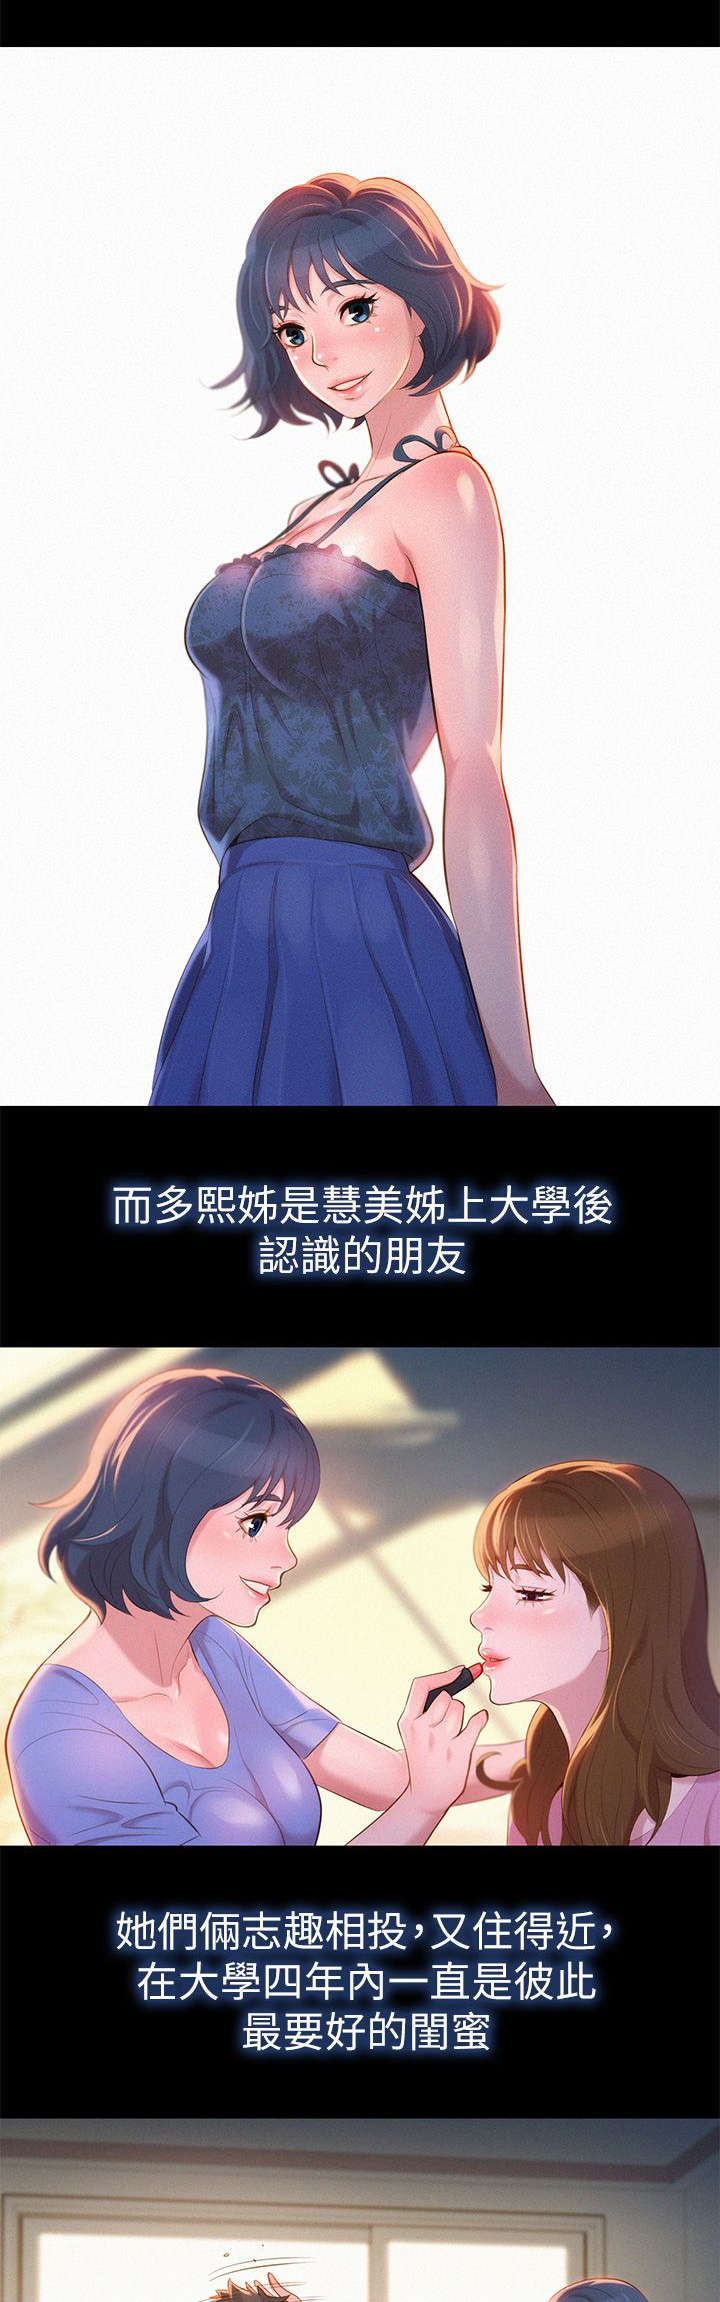 而多熙姊是慧美姊上大學後
認識的朋友
她們倆志趣相投，又住得近，
在大學四年內一直是彼此
最要好的閨蜜